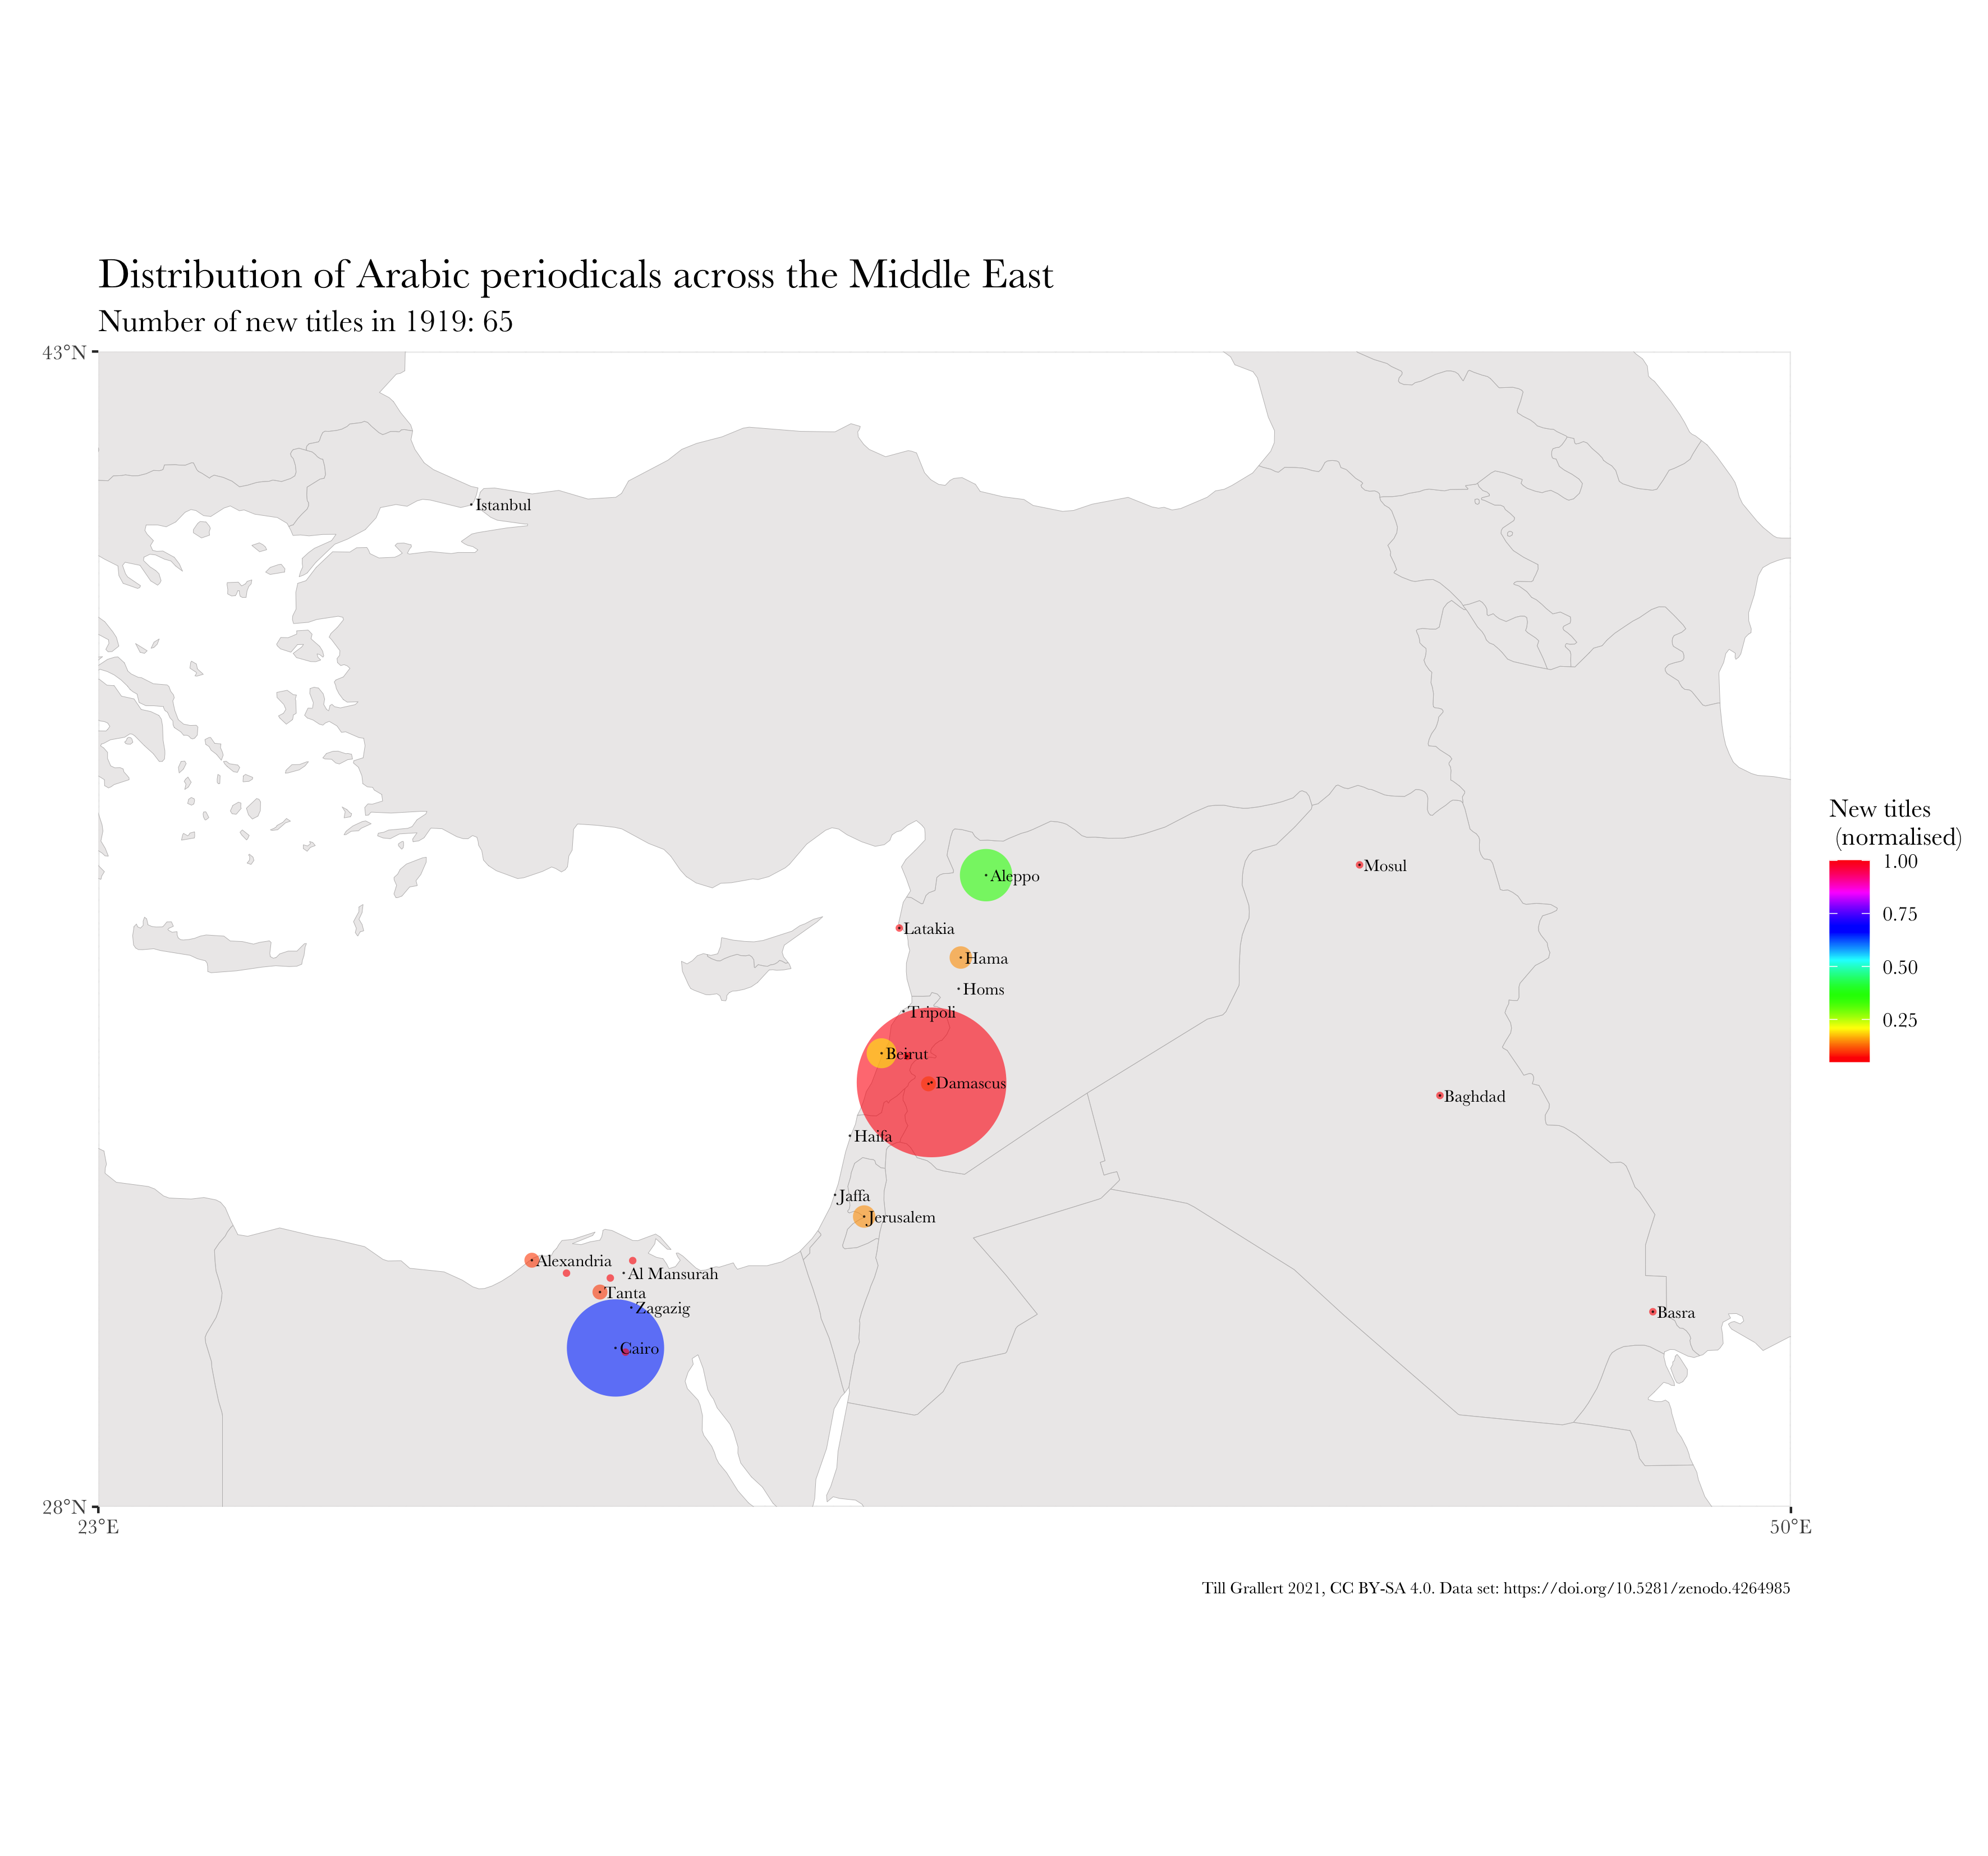 Distribution of Arabic periodicals across the Middle East
Number of new titles in 1919: 65
43°N
Istanbul
New titles
(normalised)
1.00
0.75
0.50
0.25
Aleppo
Mosul
Latakia
Hama
Homs
Tripoli
Beirut
Damascus
Baghdad
Haifa
Jaffa
Jerusalem
Alexandria
Al Mansurah
Tanta
Zagazig
Basra
Cairo
28°N
23°E
50°E
Till Grallert 2021, CC BY-SA 4.0. Data set: https://doi.org/10.5281/zenodo.4264985